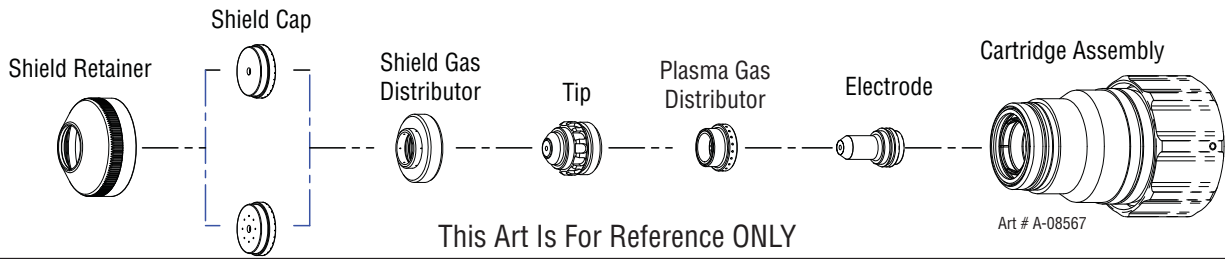 Shield Cap
Shield Retainer
Shield Gas
Distributor
Tip
Plasma Gas
Distributor
Electrode
Cartridge Assembly
Art # A-08567
This Art Is For Reference ONLY